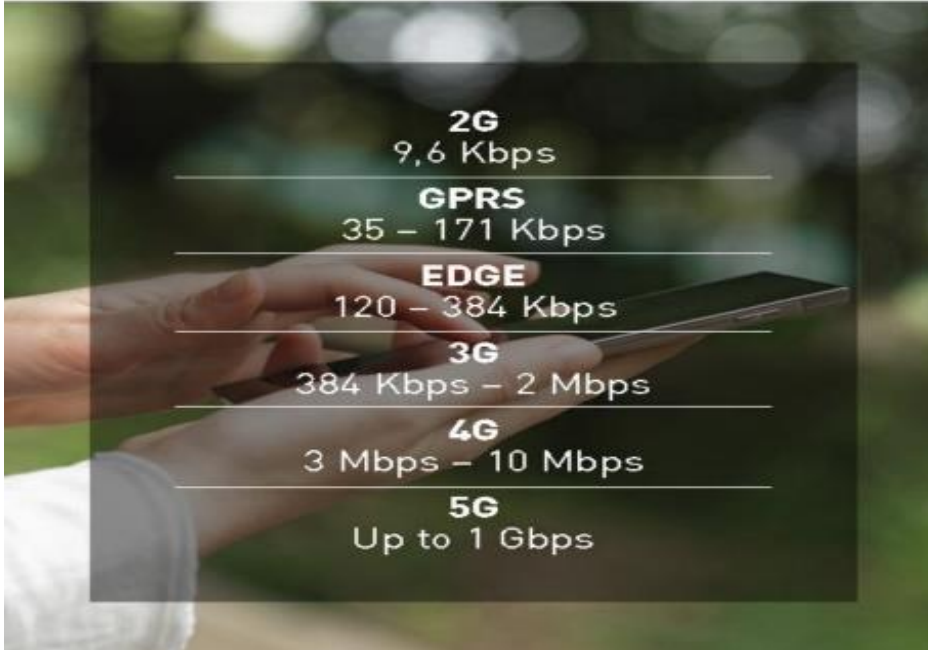 2G
9,6 Kbps
GPRS
35 – 171 Kbps
EDGE
120 – 384 Kbps
3G
384 Kbps – 2 Mbps
4G
3 Mbps – 10 Mbps
5G
Up to 1 Gbps